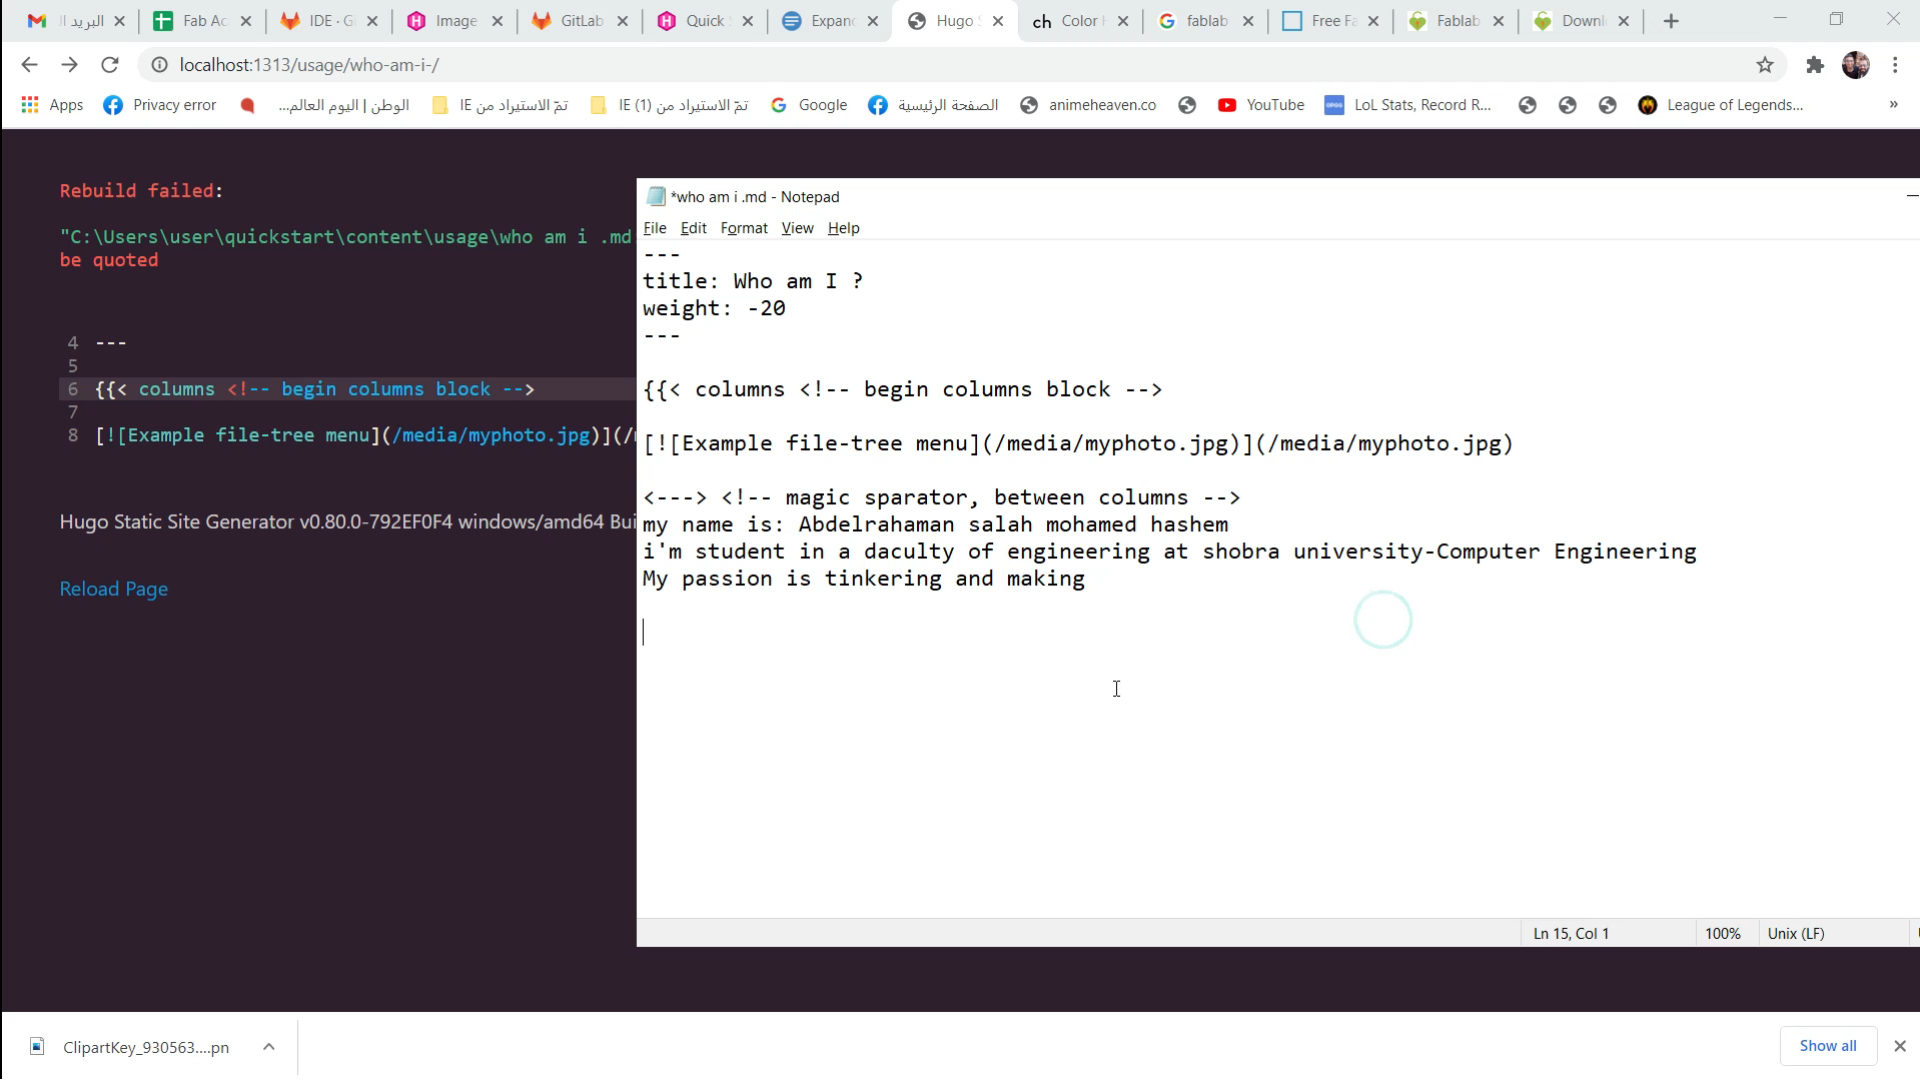 البريد ال
Fab Ac
IDE · Gi
Image
GitLab
Quick
Expan
Hugo S
ch Color H
fablab
Free Fa
Fablab
Downl
localhost:1313/usage/who-am-i-/
Apps
Privacy error
الوطن | اليوم العالم...
تمّ الاستيراد من IE
تمّ الاستيراد من IE (1)
Google
الصفحة الرئيسية
animeheaven.co
YouTube
LoL Stats, Record R...
League of Legends...
»
Rebuild failed:
"C:\Users\user\quickstart\content\usage\who am i .md
be quoted
4 ---
5
6 {{< columns <!-- begin columns block -->
7
8 [![Example file-tree menu](/media/myphoto.jpg)](/
Hugo Static Site Generator v0.80.0-792EF0F4 windows/amd64 Bui
Reload Page
*who am i .md - Notepad
File Edit Format View Help
---
title: Who am I ?
weight: -20
---
{{< columns <!-- begin columns block -->
[![Example file-tree menu](/media/myphoto.jpg)](/media/myphoto.jpg)
<---> <!-- magic sparator, between columns -->
my name is: Abdelrahaman salah mohamed hashem
i'm student in a daculty of engineering at shobra university-Computer Engineering
My passion is tinkering and making
Ln 15, Col 1
100%
Unix (LF)
ClipartKey_930563....pn
Show all